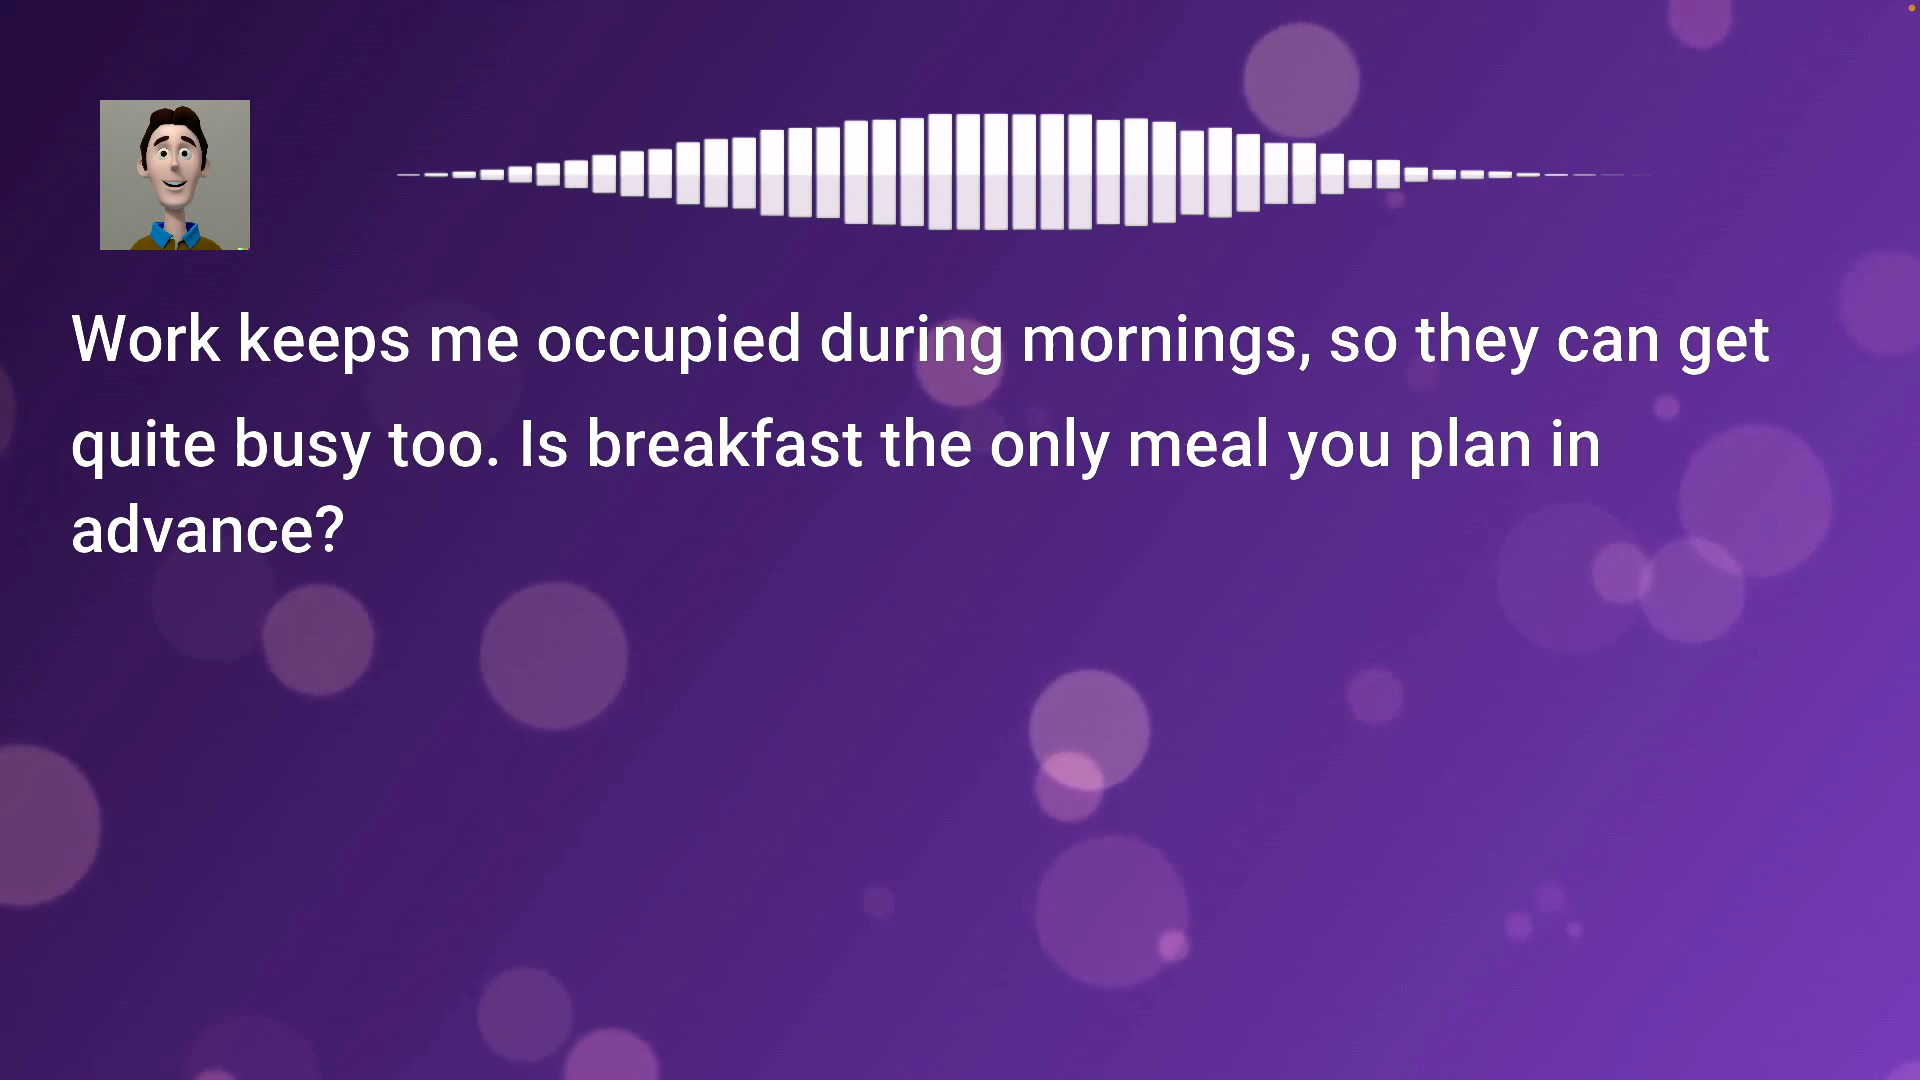 Work keeps me occupied during mornings, so they can get
quite busy too. Is breakfast the only meal you plan in
advance?